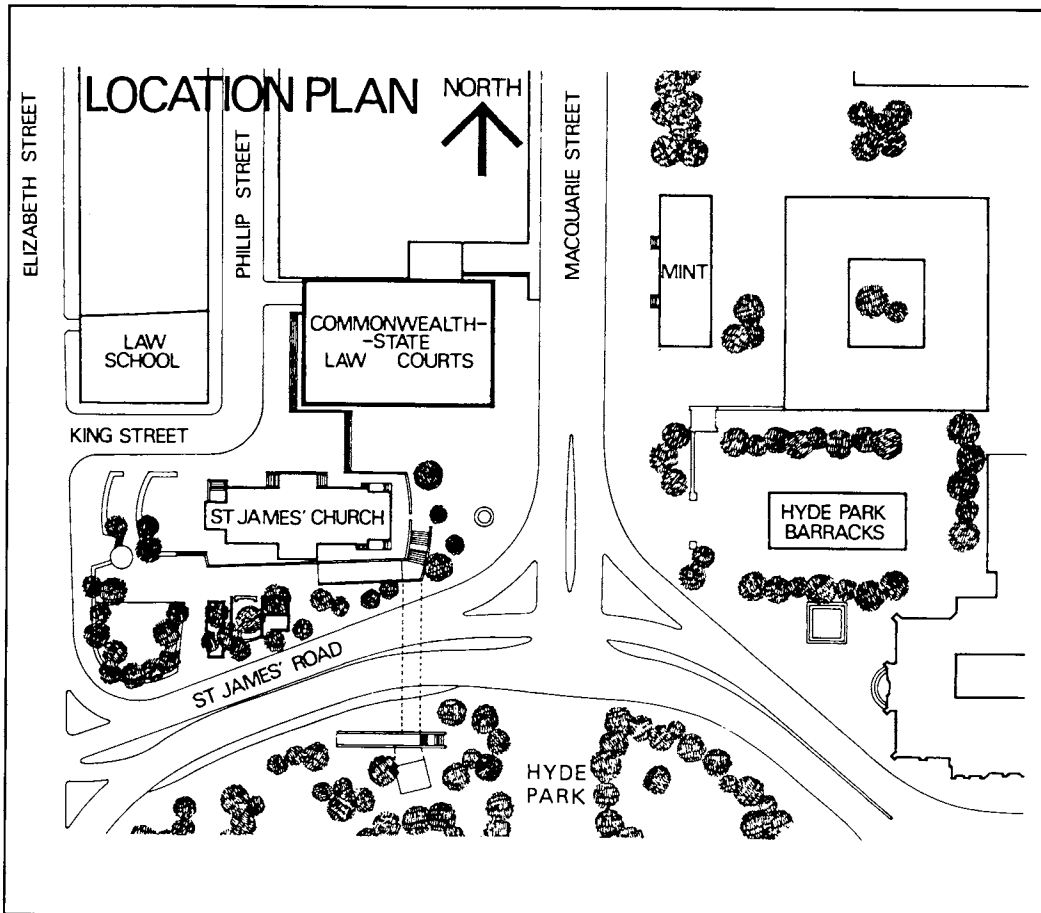 LOCATION PLAN
NORTH
ELIZABETH STREET
PHILLIP STREET
MACQUARIE STREET
MINT
COMMONWEALTH-
-STATE
LAW COURTS
LAW
SCHOOL
KING STREET
ST JAMES' CHURCH
HYDE PARK
BARRACKS
ST JAMES' ROAD
HYDE
PARK